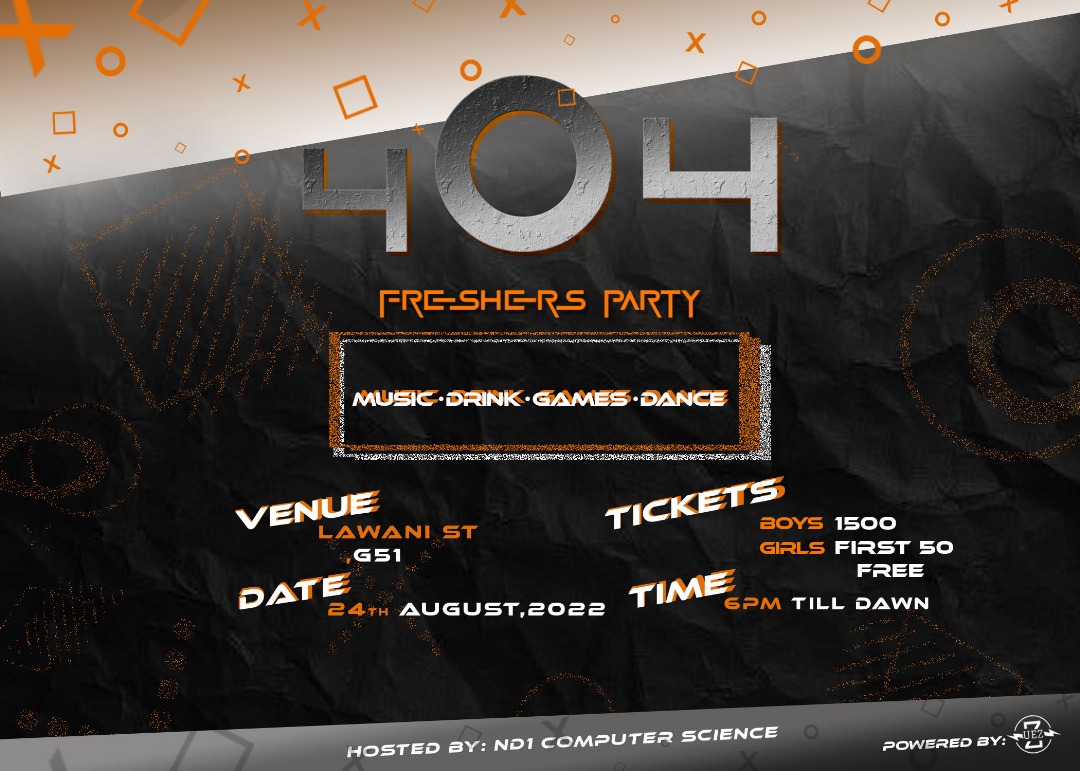 404
FRESHERS PARTY
MUSIC•DRINK•GAMES•DANCE
VENUE
LAWANI ST
,G51
DATE
24TH AUGUST,2022
TICKETS
BOYS 1500
GIRLS FIRST 50
FREE
TIME
6PM TILL DAWN
HOSTED BY: ND1 COMPUTER SCIENCE
POWERED BY:
ZUEZ